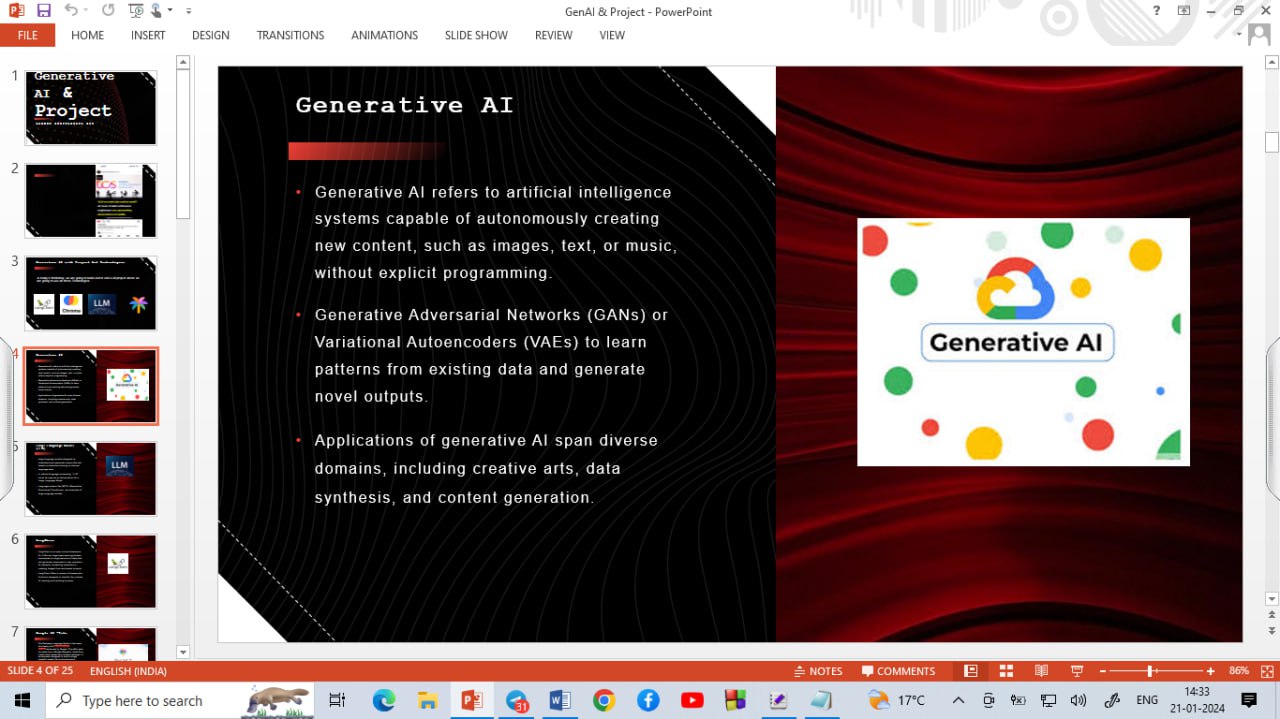 GenAI & Project - PowerPoint
?
FILE HOME INSERT DESIGN TRANSITIONS ANIMATIONS SLIDE SHOW REVIEW VIEW
1
Generative
AI &
Project
2
3
LLM
4
5
LLM
6
7
Generative AI
• Generative AI refers to artificial intelligence
systems capable of autonomously creating
new content, such as images, text, or music,
without explicit programming.
• Generative Adversarial Networks (GANs) or
Variational Autoencoders (VAEs) to learn
patterns from existing data and generate
novel outputs.
• Applications of generative AI span diverse
domains, including creative arts, data
synthesis, and content generation.
Generative AI
SLIDE 4 OF 25 ENGLISH (INDIA) NOTES COMMENTS 86%
Type here to search
31
17°C
ENG
14:33
21-01-2024